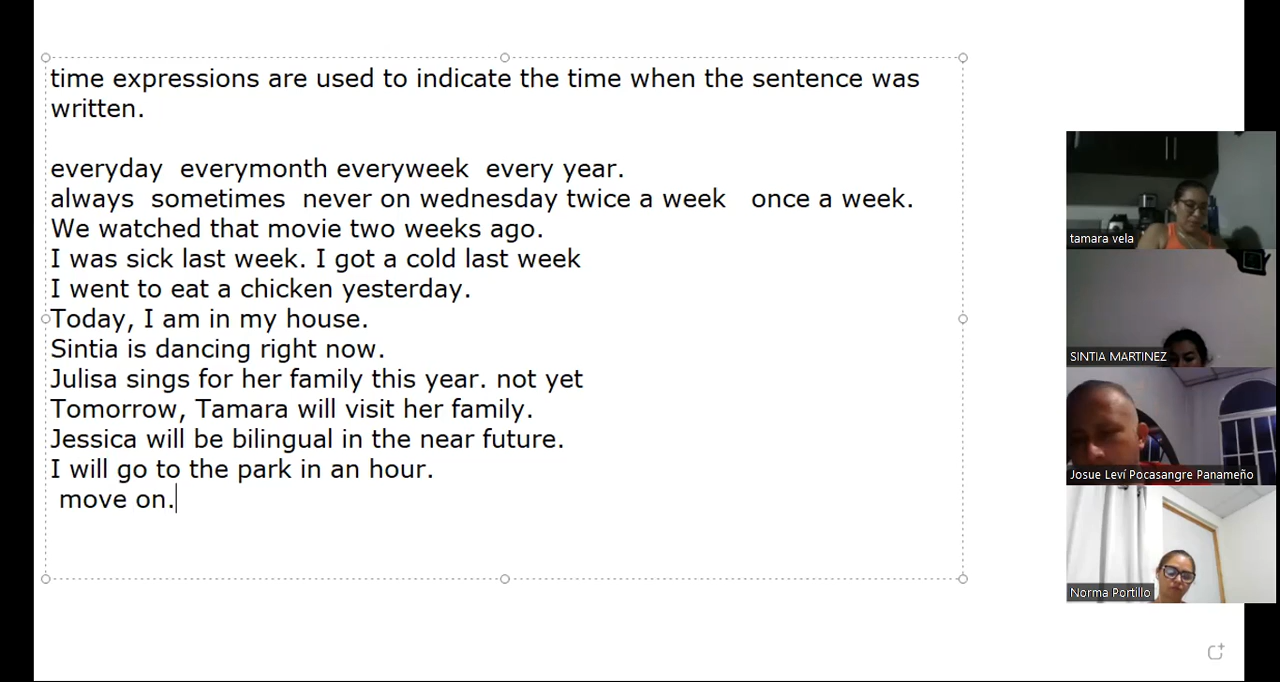 time expressions are used to indicate the time when the sentence was
written.
everyday  everymonth everyweek  every year.
always  sometimes  never on wednesday twice a week   once a week.
We watched that movie two weeks ago.
I was sick last week. I got a cold last week
I went to eat a chicken yesterday.
Today, I am in my house.
Sintia is dancing right now.
Julisa sings for her family this year. not yet
Tomorrow, Tamara will visit her family.
Jessica will be bilingual in the near future.
I will go to the park in an hour.
move on.
tamara vela
SINTIA MARTINEZ
Josue Leví Pocasangre Panameño
Norma Portillo